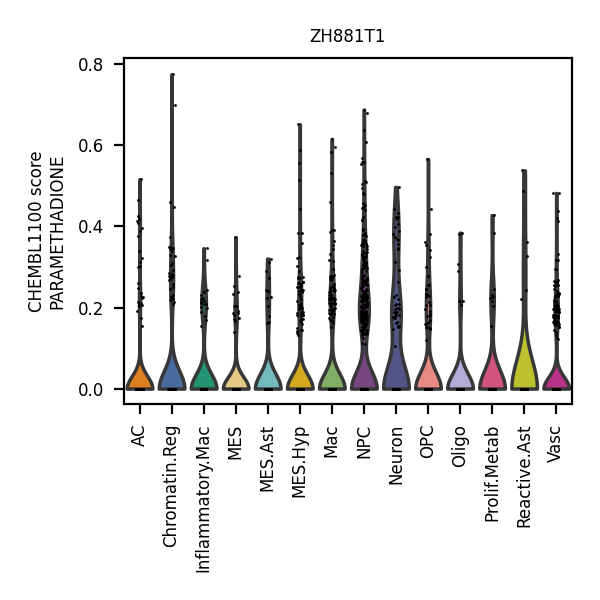 ZH881T1
CHEMBL1100 score
PARAMETHADIONE
0.8
0.6
0.4
0.2
0.0
AC
Chromatin.Reg
Inflammatory.Mac
MES
MES.Ast
MES.Hyp
Mac
NPC
Neuron
OPC
Oligo
Prolif.Metab
Reactive.Ast
Vasc